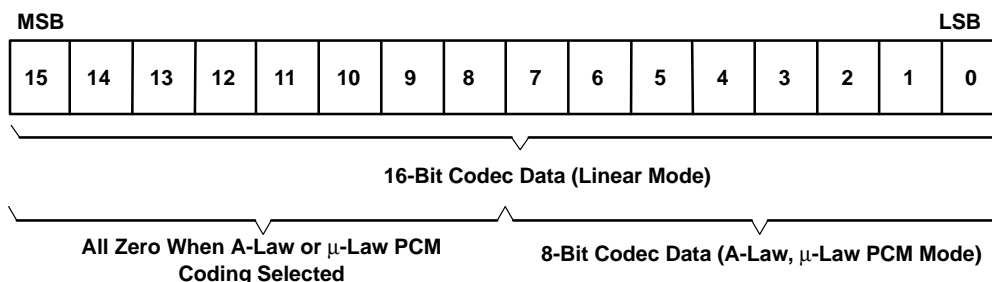 MSB LSB
15 14 13 12 11 10 9 8 7 6 5 4 3 2 1 0
16-Bit Codec Data (Linear Mode)
All Zero When A-Law or μ-Law PCM
Coding Selected
8-Bit Codec Data (A-Law, μ-Law PCM Mode)